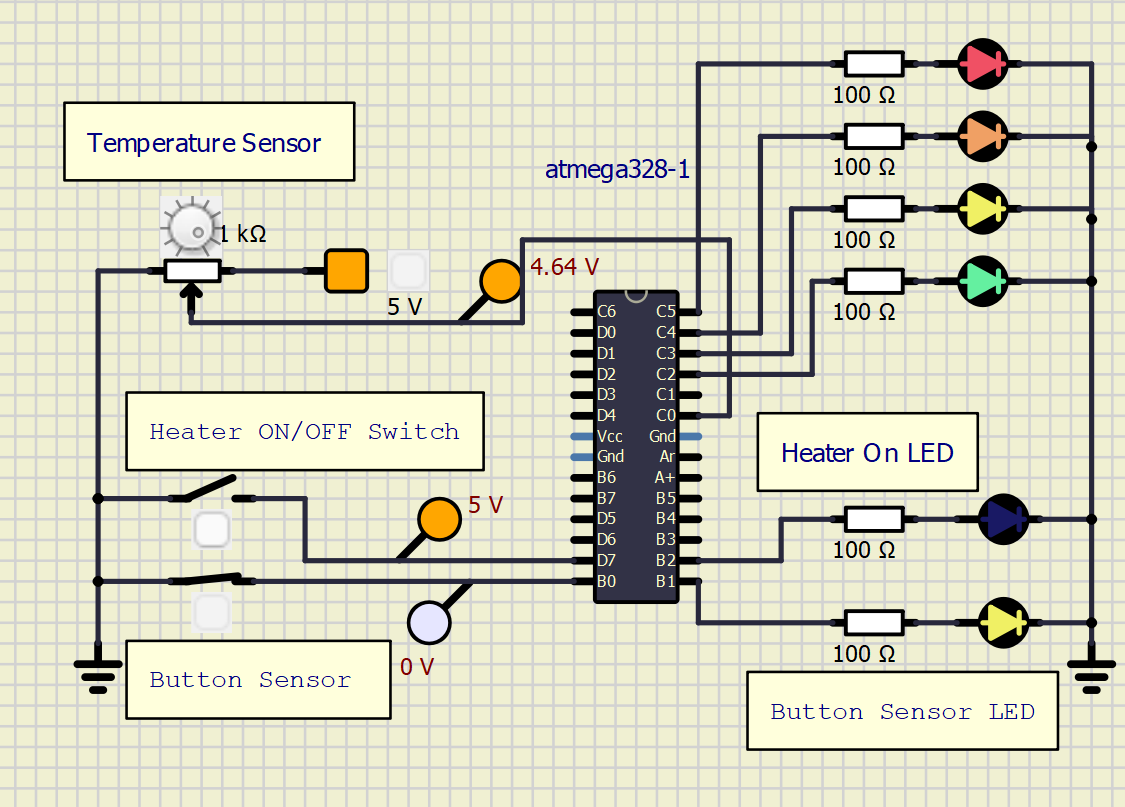 Temperature Sensor
1 kΩ
5 V
4.64 V
atmega328-1
100 Ω
100 Ω
100 Ω
100 Ω
C6
D0
D1
D2
D3
D4
Vcc
Gnd
B6
B7
D5
D6
D7
B0
C5
C4
C3
C2
C1
C0
Gnd
Ar
A+
B5
B4
B3
B2
B1
Heater ON/OFF Switch
5 V
0 V
Button Sensor
Heater On LED
100 Ω
100 Ω
Button Sensor LED